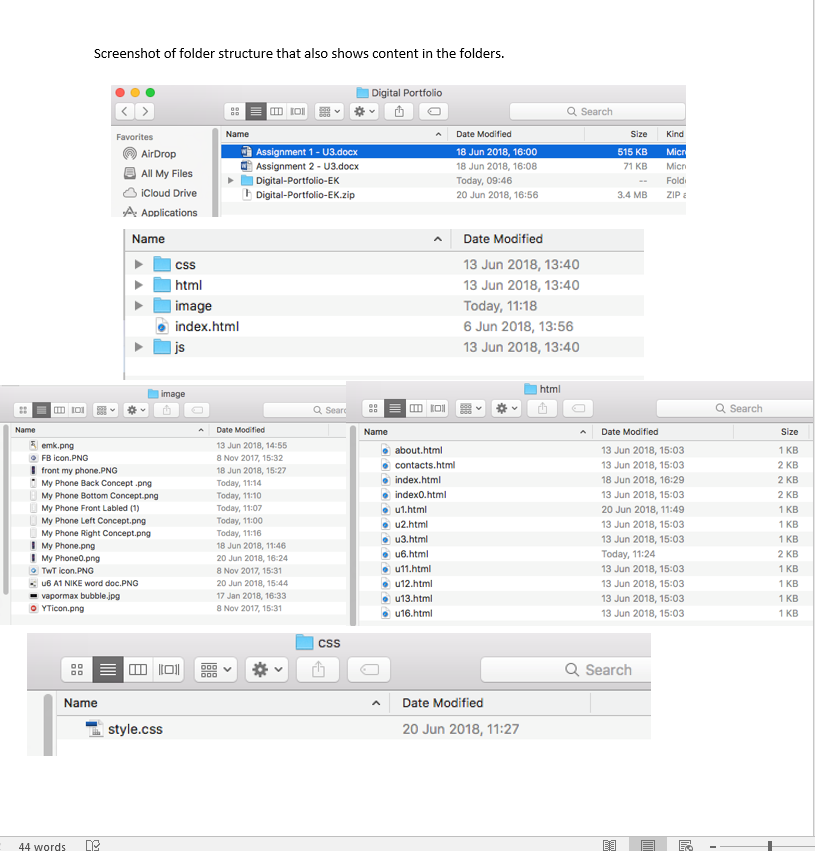 Screenshot of folder structure that also shows content in the folders.
Digital Portfolio
Search
Favorites
AirDrop
All My Files
iCloud Drive
Applications
Name Date Modified Size Kind
Assignment 1 - U3.docx 18 Jun 2018, 16:00 515 KB Micr
Assignment 2 - U3.docx 18 Jun 2018, 16:08 71 KB Micr
Digital-Portfolio-EK Today, 09:46 -- Fold
Digital-Portfolio-EK.zip 20 Jun 2018, 16:56 3.4 MB ZIP a
Name Date Modified
css 13 Jun 2018, 13:40
html 13 Jun 2018, 13:40
image Today, 11:18
index.html 6 Jun 2018, 13:56
js 13 Jun 2018, 13:40
image
Searc
Name Date Modified
emk.png 13 Jun 2018, 14:55
FB icon.PNG 8 Nov 2017, 15:32
front my phone.PNG 18 Jun 2018, 15:27
My Phone Back Concept .png Today, 11:14
My Phone Bottom Concept.png Today, 11:10
My Phone Front Labled (1) Today, 11:07
My Phone Left Concept.png Today, 11:00
My Phone Right Concept.png Today, 11:16
My Phone.png 18 Jun 2018, 11:46
My Phone0.png 20 Jun 2018, 16:24
TwT icon.PNG 8 Nov 2017, 15:31
u6 A1 NIKE word doc.PNG 20 Jun 2018, 15:44
vapormax bubble.jpg 17 Jan 2018, 16:33
YTicon.png 8 Nov 2017, 15:31
html
Search
Name Date Modified Size
about.html 13 Jun 2018, 15:03 1 KB
contacts.html 13 Jun 2018, 15:03 2 KB
index.html 18 Jun 2018, 16:29 2 KB
index0.html 13 Jun 2018, 15:03 2 KB
u1.html 20 Jun 2018, 11:49 1 KB
u2.html 13 Jun 2018, 15:03 1 KB
u3.html 13 Jun 2018, 15:03 1 KB
u6.html Today, 11:24 2 KB
u11.html 13 Jun 2018, 15:03 1 KB
u12.html 13 Jun 2018, 15:03 1 KB
u13.html 13 Jun 2018, 15:03 1 KB
u16.html 13 Jun 2018, 15:03 1 KB
css
Search
Name Date Modified
style.css 20 Jun 2018, 11:27
44 words